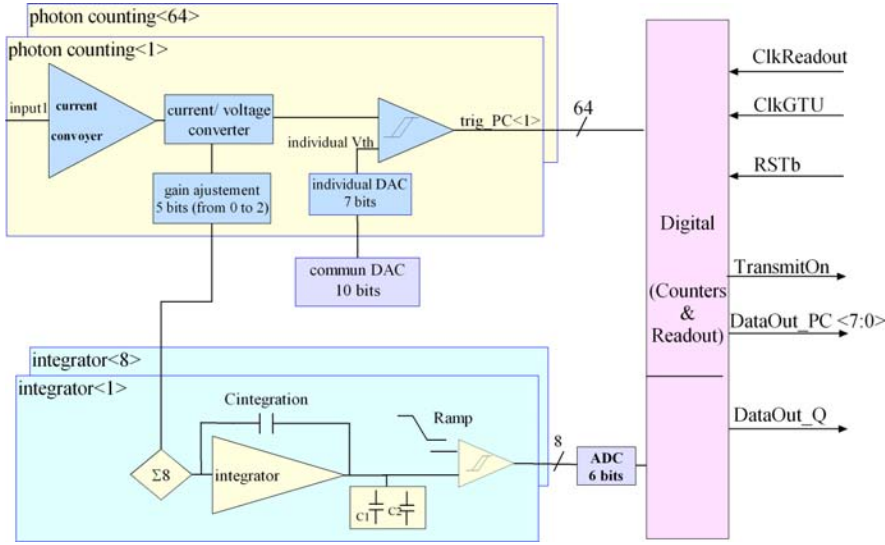 photon counting<64>
photon counting<1>
input1
current
convoyer
current/ voltage
converter
individual Vth
trig_PC<1>
64
gain ajustement
5 bits (from 0 to 2)
individual DAC
7 bits
commun DAC
10 bits
Digital
(Counters
&
Readout)
ClkReadout
ClkGTU
RSTb
TransmitOn
DataOut_PC <7:0>
DataOut_Q
integrator<8>
integrator<1>
Cintegration
Ramp
Σ8
integrator
C1
C2
8
ADC
6 bits